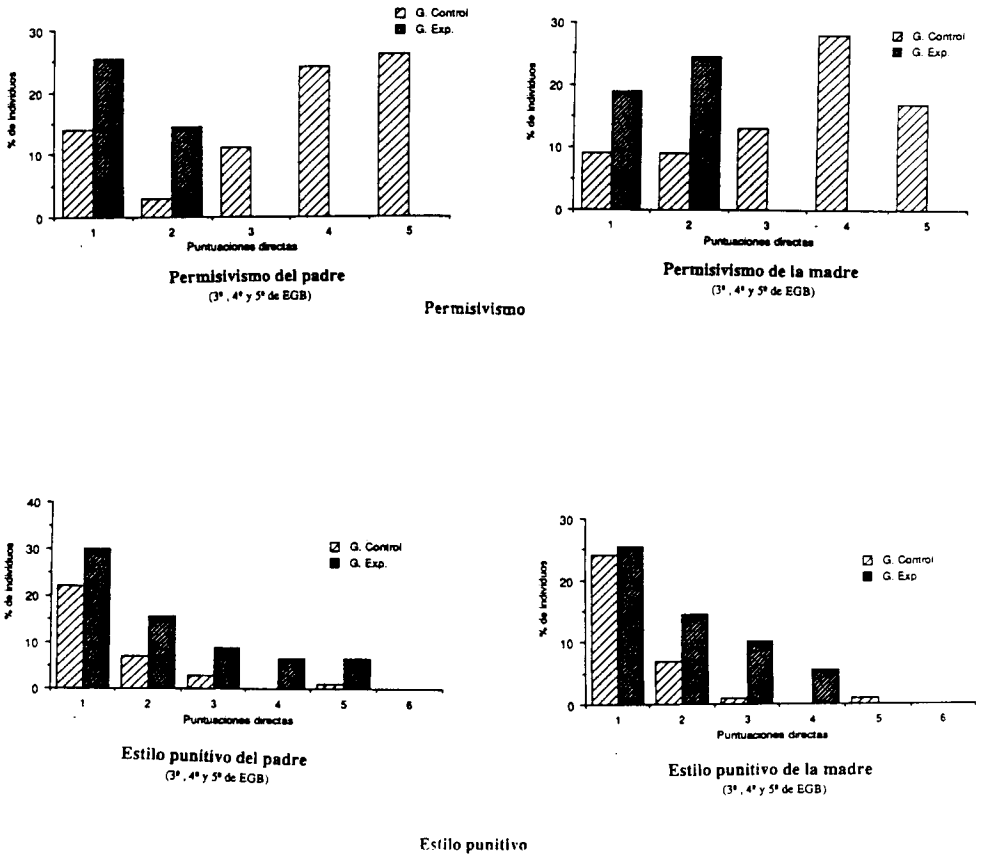 G. Control
G. Exp.
% de individuos
30
20
10
0
1 2 3 4 5
Puntuaciones directas
Permisivismo del padre
(3º, 4º y 5º de EGB)
G. Control
G. Exp.
% de individuos
30
20
10
0
1 2 3 4 5
Puntuaciones directas
Permisivismo de la madre
(3º, 4º y 5º de EGB)
Permisivismo
G. Control
G. Exp.
% de individuos
40
30
20
10
0
1 2 3 4 5 6
Puntuaciones directas
Estilo punitivo del padre
(3º, 4º y 5º de EGB)
G. Control
G. Exp
% de individuos
30
20
10
0
1 2 3 4 5 6
Puntuaciones directas
Estilo punitivo de la madre
(3º, 4º y 5º de EGB)
Estilo punitivo